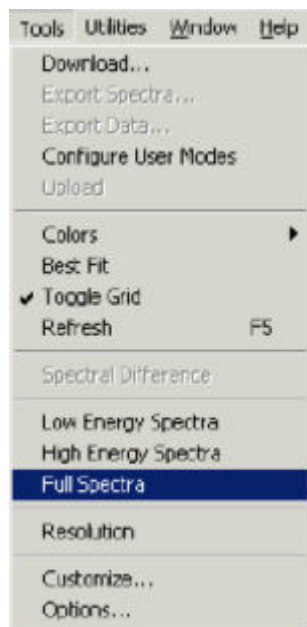 Tools Utilities Window Help
Download...
Export Spectra...
Export Data...
Configure User Modes
Upload
Colors
Best Fit
Toggle Grid
Refresh F5
Spectral Difference
Low Energy Spectra
High Energy Spectra
Full Spectra
Resolution
Customize...
Options...